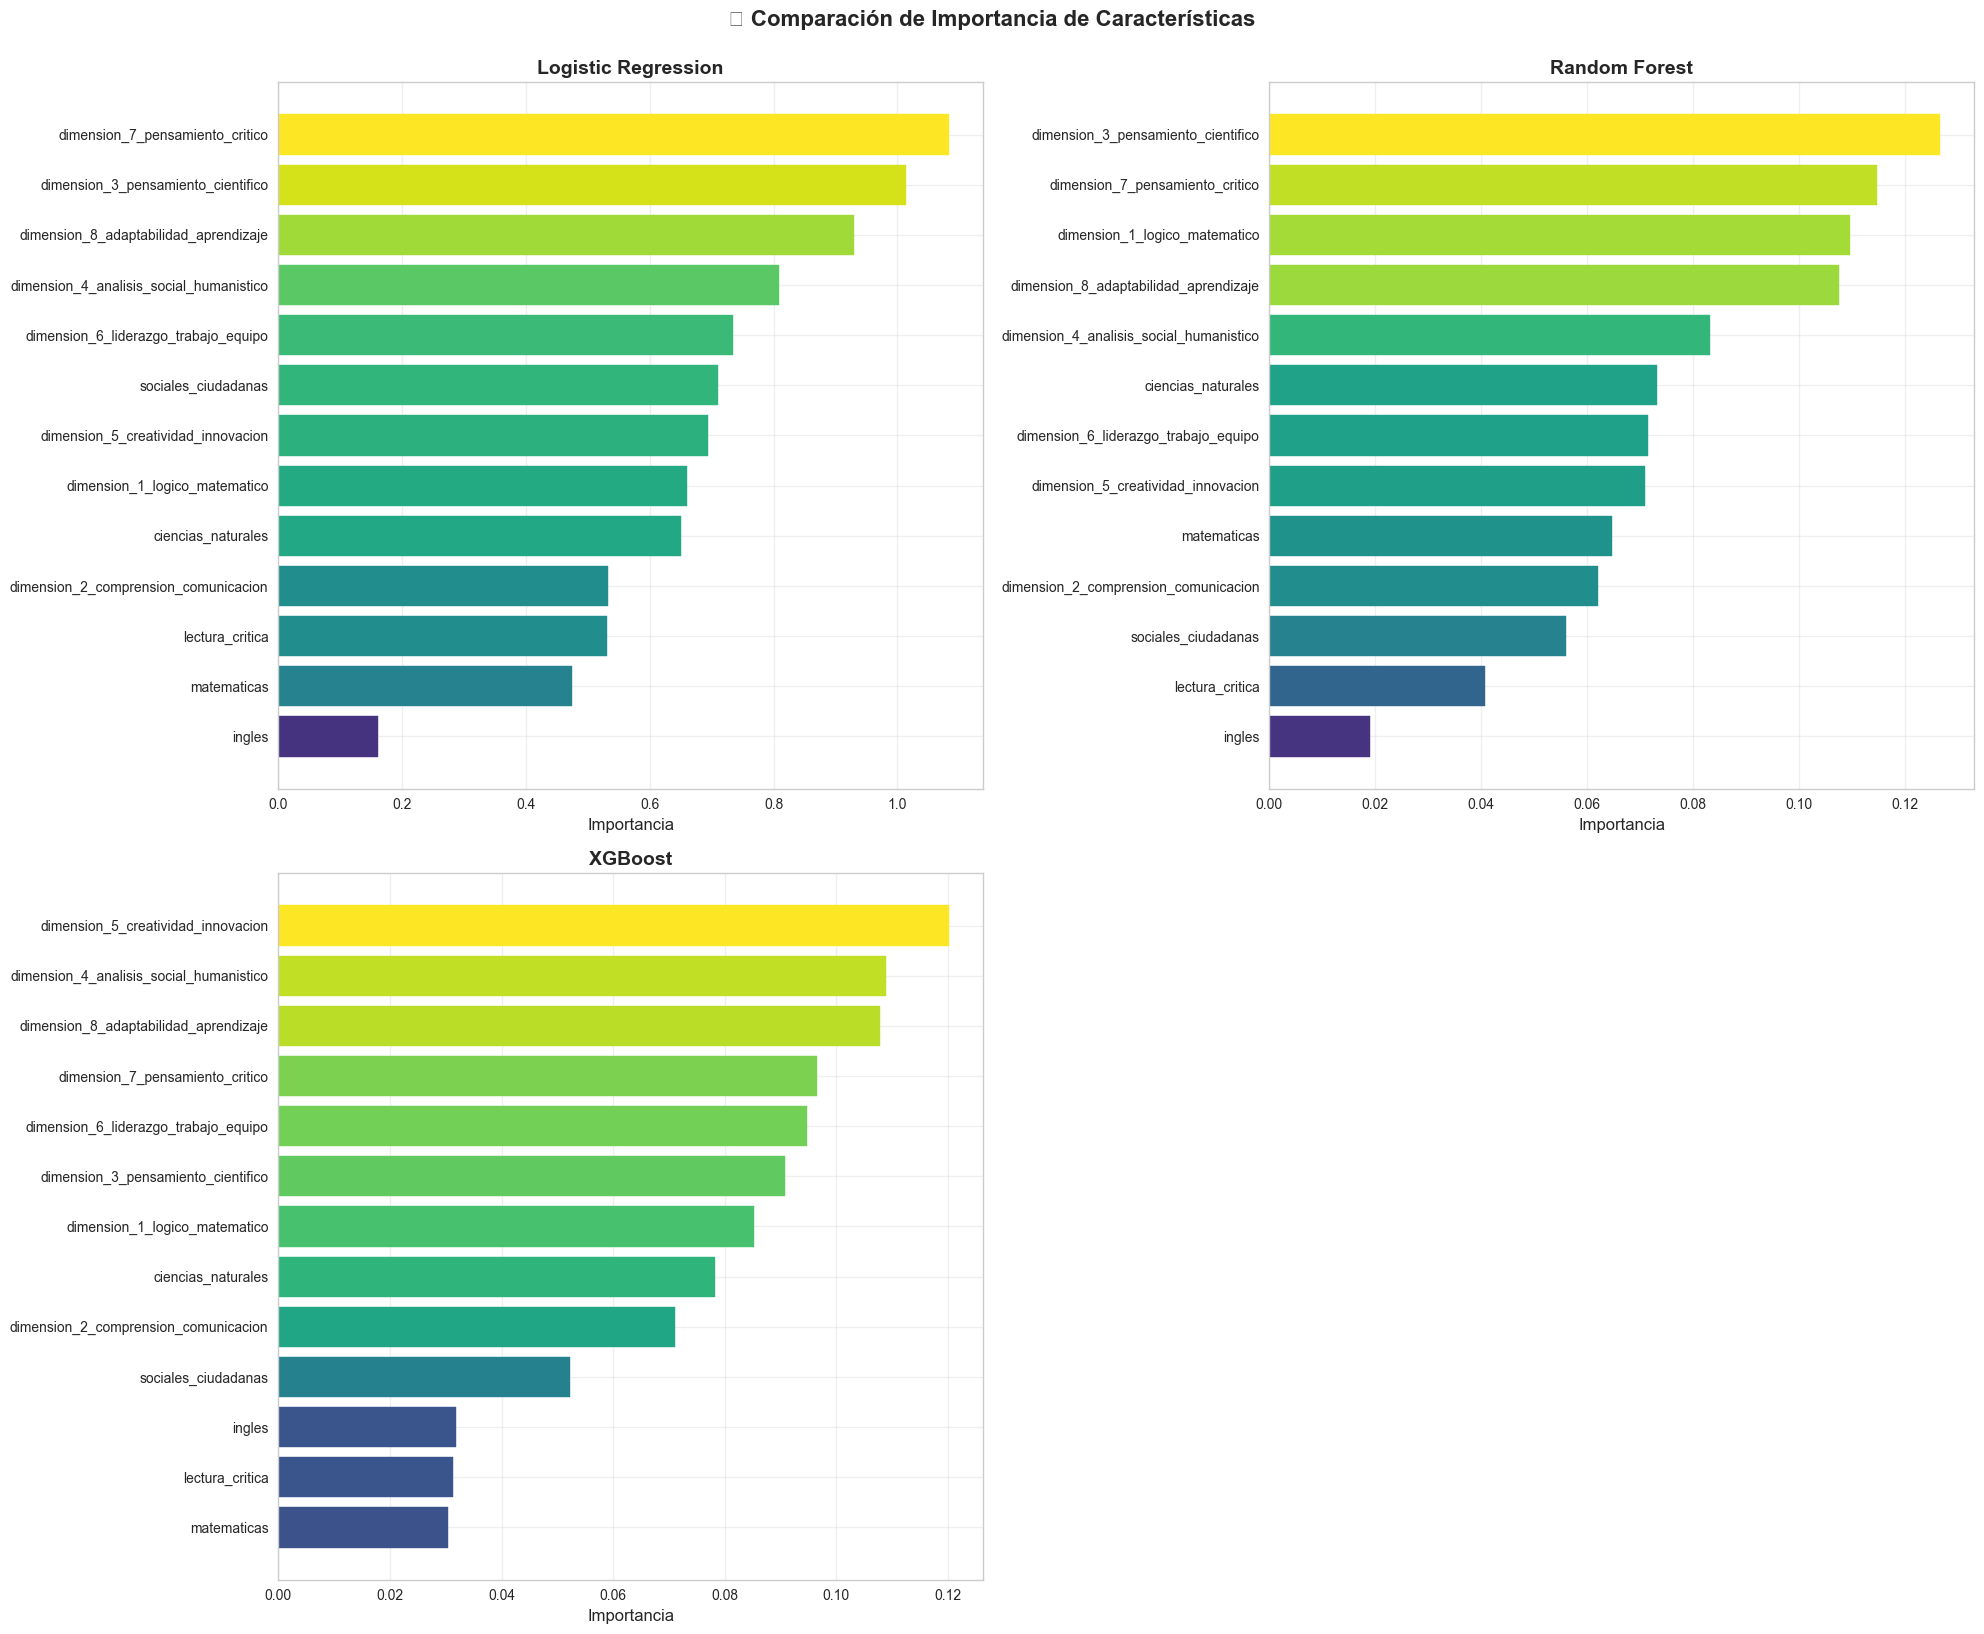 Comparación de Importancia de Características
Logistic Regression
dimension_7_pensamiento_critico
dimension_3_pensamiento_cientifico
dimension_8_adaptabilidad_aprendizaje
dimension_4_analisis_social_humanistico
dimension_6_liderazgo_trabajo_equipo
sociales_ciudadanas
dimension_5_creatividad_innovacion
dimension_1_logico_matematico
ciencias_naturales
dimension_2_comprension_comunicacion
lectura_critica
matematicas
ingles
0.0 0.2 0.4 0.6 0.8 1.0
Importancia
Random Forest
dimension_3_pensamiento_cientifico
dimension_7_pensamiento_critico
dimension_1_logico_matematico
dimension_8_adaptabilidad_aprendizaje
dimension_4_analisis_social_humanistico
ciencias_naturales
dimension_6_liderazgo_trabajo_equipo
dimension_5_creatividad_innovacion
matematicas
dimension_2_comprension_comunicacion
sociales_ciudadanas
lectura_critica
ingles
0.00 0.02 0.04 0.06 0.08 0.10 0.12
Importancia
XGBoost
dimension_5_creatividad_innovacion
dimension_4_analisis_social_humanistico
dimension_8_adaptabilidad_aprendizaje
dimension_7_pensamiento_critico
dimension_6_liderazgo_trabajo_equipo
dimension_3_pensamiento_cientifico
dimension_1_logico_matematico
ciencias_naturales
dimension_2_comprension_comunicacion
sociales_ciudadanas
ingles
lectura_critica
matematicas
0.00 0.02 0.04 0.06 0.08 0.10 0.12
Importancia